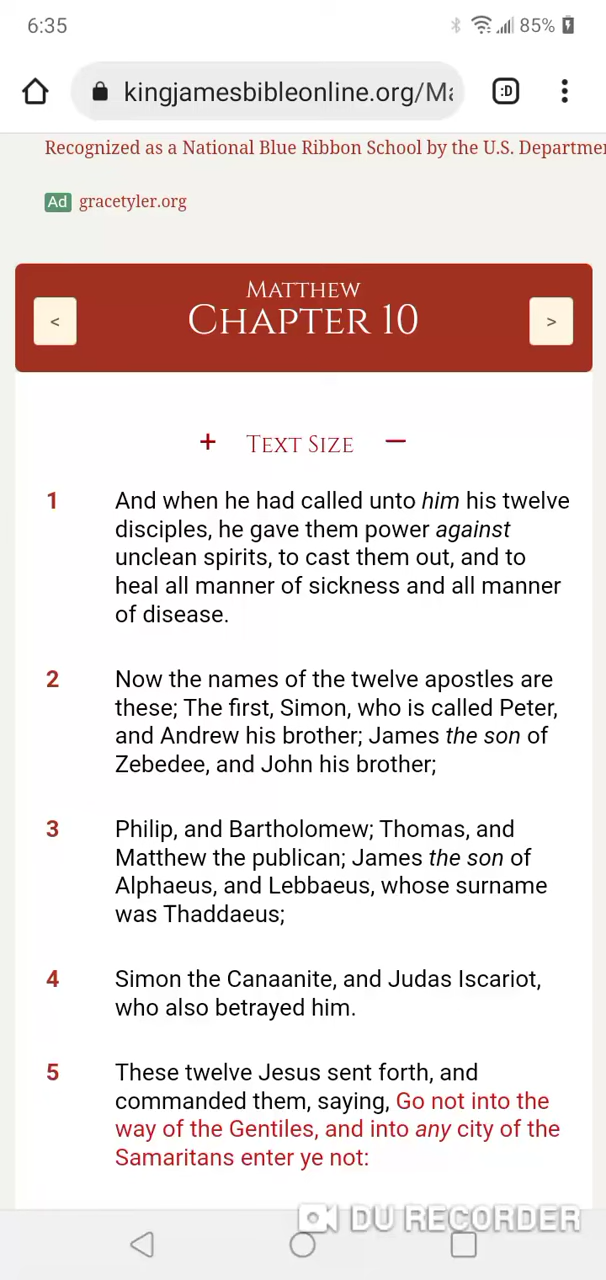 6:35
85%
kingjamesbibleonline.org/Ma
:D
Recognized as a National Blue Ribbon School by the U.S. Departme
Ad gracetyler.org
MATTHEW
CHAPTER 10
<
>
+ TEXT SIZE −
1 And when he had called unto him his twelve
disciples, he gave them power against
unclean spirits, to cast them out, and to
heal all manner of sickness and all manner
of disease.
2 Now the names of the twelve apostles are
these; The first, Simon, who is called Peter,
and Andrew his brother; James the son of
Zebedee, and John his brother;
3 Philip, and Bartholomew; Thomas, and
Matthew the publican; James the son of
Alphaeus, and Lebbaeus, whose surname
was Thaddaeus;
4 Simon the Canaanite, and Judas Iscariot,
who also betrayed him.
5 These twelve Jesus sent forth, and
commanded them, saying, Go not into the
way of the Gentiles, and into any city of the
Samaritans enter ye not:
DU RECORDER